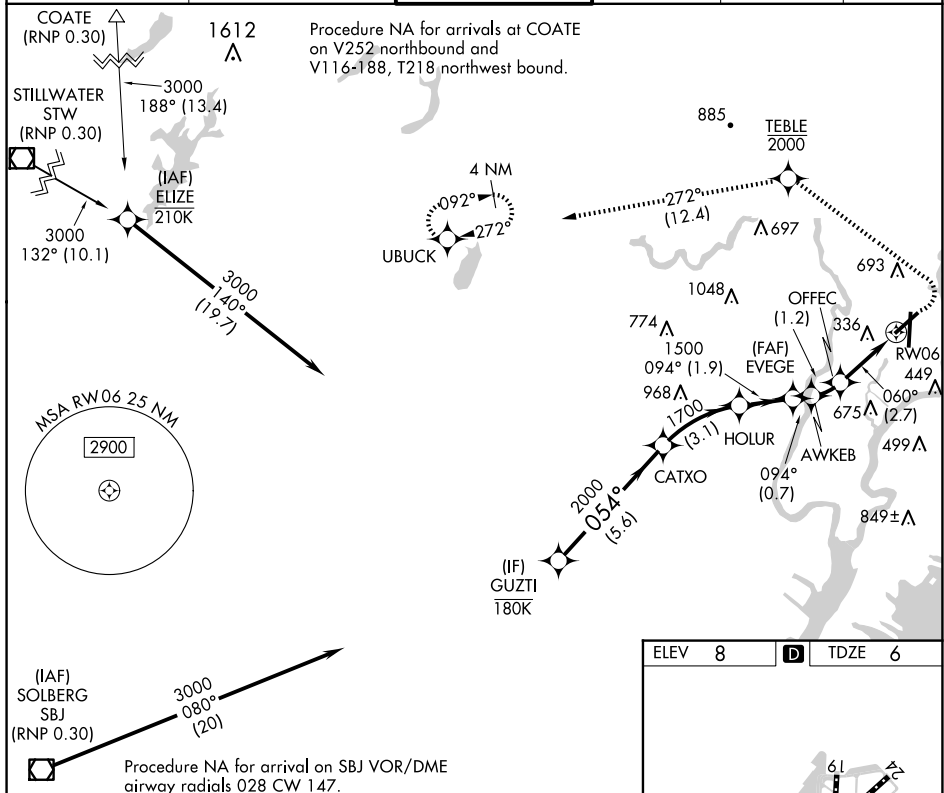 COATE
(RNP 0.30)
1612
Procedure NA for arrivals at COATE
on V252 northbound and
V116-188, T218 northwest bound.
3000
188° (13.4)
STILLWATER
STW
(RNP 0.30)
885
TEBLE
2000
(IAF)
ELIZE
210K
4 NM
092°
272°
UBUCK
272°
(12.4)
697
3000
132° (10.1)
3000
140°
(19.7)
693
1048
OFFEC
(1.2)
336
774
1500
094° (1.9)
(FAF)
EVEGE
RW06
449
968
060°
(2.7)
675
1700
(3.1)
HOLUR
AWKEB
499
MSA RW06 25 NM
2900
CATXO
094°
(0.7)
2000
054°
(5.6)
849±
(IF)
GUZTI
180K
ELEV 8
D
TDZE 6
(IAF)
SOLBERG
SBJ
(RNP 0.30)
3000
080°
(20)
Procedure NA for arrival on SBJ VOR/DME
airway radials 028 CW 147.
19
24